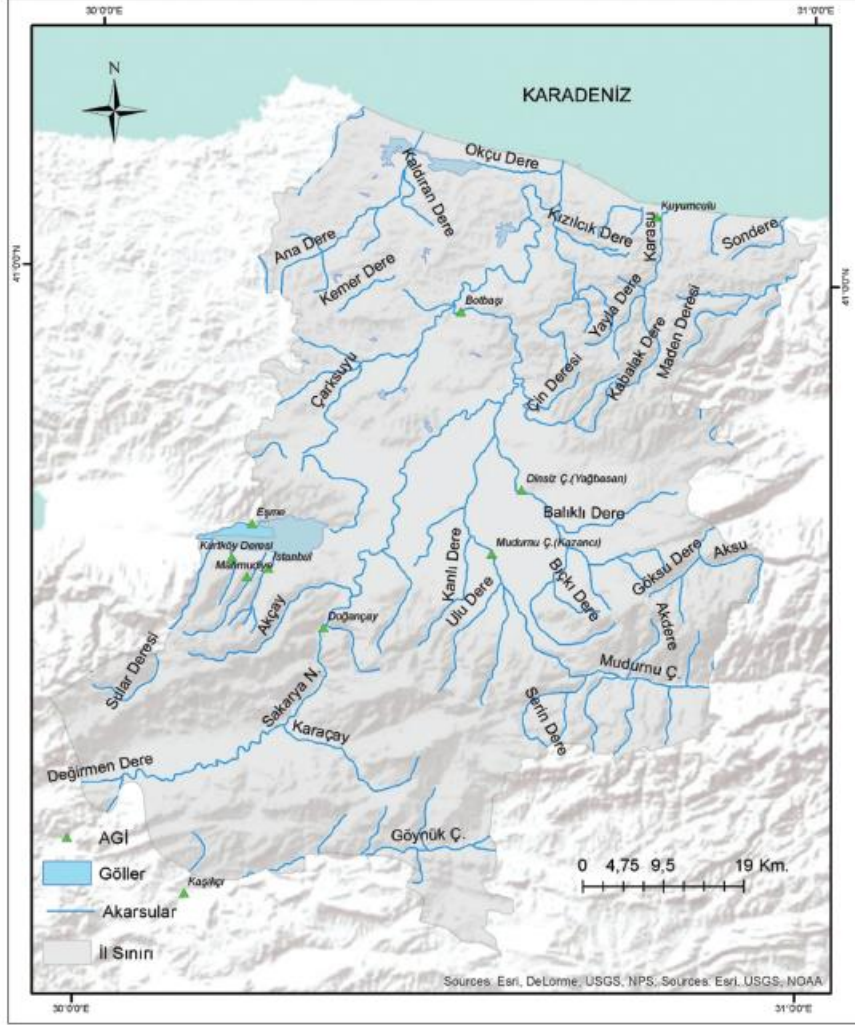 30°0'0"E
31°0'0"E
N
KARADENİZ
Okçu Dere
Kaldıran Dere
Kuyumculu
Kızılcık Dere
Karasu
Sondere
Ana Dere
41°0'0"N
41°0'0"N
Kemer Dere
Botbaşı
Yayla Dere
Maden Deresi
Kabalak Dere
Çin Deresi
Çarksuyu
Dinsiz Ç.(Yağbasan)
Balıklı Dere
Eşme
Kurtköy Deresi
İstanbul
Mahmudiye
Kanlı Dere
Mudurnu Ç.(Kazancı)
Bıçkı Dere
Göksu Dere
Aksu
Ulu Dere
Akçay
Doğançay
Akdere
Sular Deresi
Mudurnu Ç.
Sakarya N.
Serin Dere
Karaçay
Değirmen Dere
Göynük Ç.
AGİ
Göller
Kaşıkçı
Akarsular
İl Sınırı
0 4,75 9,5 19 Km.
Sources: Esri, DeLorme, USGS, NPS; Sources: Esri, USGS, NOAA
30°0'0"E
31°0'0"E